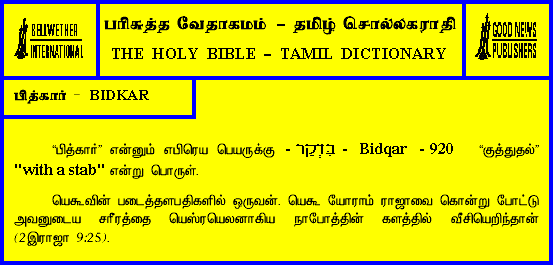 BELLWETHER
INTERNATIONAL
பரிசுத்த வேதாகமம் - தமிழ் சொல்லகராதி
THE HOLY BIBLE - TAMIL DICTIONARY
GOOD NEWS
PUBLISHERS
பித்கார் - BIDKAR
“பித்கார்” என்னும் எபிரெய பெயருக்கு - בִּדְקַר - Bidqar - 920 “குத்துதல்”
"with a stab" என்று பொருள்.
யெகூவின் படைத்தளபதிகளில் ஒருவன். யெகூ யோராம் ராஜாவை கொன்று போட்டு
அவனுடைய சரீரத்தை யெஸ்ரயெலனாகிய நாபோத்தின் களத்தில் வீசியெறிந்தான்
(2இராஜா 9:25).